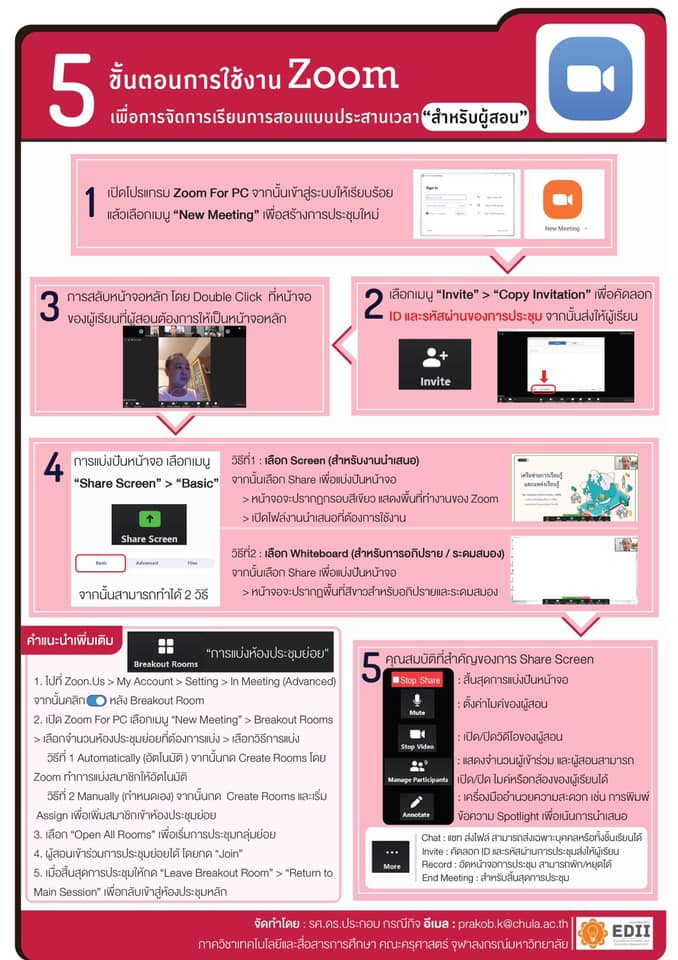 5 ขั้นตอนการใช้งาน Zoom
เพื่อการจัดการเรียนการสอนแบบประสานเวลา “สำหรับผู้สอน”
1
เปิดโปรแกรม Zoom For PC จากนั้นเข้าสู่ระบบให้เรียบร้อย
แล้วเลือกเมนู “New Meeting” เพื่อสร้างการประชุมใหม่
Sign In
New Meeting
2
เลือกเมนู “Invite” > “Copy Invitation” เพื่อคัดลอก
ID และรหัสผ่านของการประชุม จากนั้นส่งให้ผู้เรียน
Invite
3
การสลับหน้าจอหลัก โดย Double Click ที่หน้าจอ
ของผู้เรียนที่ผู้สอนต้องการให้เป็นหน้าจอหลัก
4
การแบ่งปันหน้าจอ เลือกเมนู
“Share Screen” > “Basic”
Share Screen
Basic Advanced Files
จากนั้นสามารถทำได้ 2 วิธี
วิธีที่1 : เลือก Screen (สำหรับงานนำเสนอ)
จากนั้นเลือก Share เพื่อแบ่งปันหน้าจอ
> หน้าจอจะปรากฏกรอบสีเขียว แสดงพื้นที่ทำงานของ Zoom
> เปิดไฟล์งานนำเสนอที่ต้องการใช้งาน
เครือข่ายการเรียนรู้
และแหล่งเรียนรู้
วิธีที่2 : เลือก Whiteboard (สำหรับการอภิปราย / ระดมสมอง)
จากนั้นเลือก Share เพื่อแบ่งปันหน้าจอ
> หน้าจอจะปรากฏพื้นที่สีขาวสำหรับอภิปรายและระดมสมอง
5
คุณสมบัติที่สำคัญของการ Share Screen
Stop Share : สิ้นสุดการแบ่งปันหน้าจอ
Mute : ตั้งค่าไมค์ของผู้สอน
Stop Video : เปิด/ปิดวิดีโอของผู้สอน
Manage Participants : แสดงจำนวนผู้เข้าร่วม และผู้สอนสามารถ
เปิด/ปิด ไมค์หรือกล้องของผู้เรียนได้
Annotate : เครื่องมืออำนวยความสะดวก เช่น การพิมพ์
ข้อความ Spotlight เพื่อเน้นการนำเสนอ
More
Chat : แชท ส่งไฟล์ สามารถส่งเฉพาะบุคคลหรือทั้งชั้นเรียนได้
Invite : คัดลอก ID และรหัสผ่านการประชุมส่งให้ผู้เรียน
Record : อัดหน้าจอการประชุม สามารถพัก/หยุดได้
End Meeting : สำหรับสิ้นสุดการประชุม
คำแนะนำเพิ่มเติม
Breakout Rooms “การแบ่งห้องประชุมย่อย”
1. ไปที่ Zoon.Us > My Account > Setting > In Meeting (Advanced)
จากนั้นคลิก หลัง Breakout Room
2. เปิด Zoom For PC เลือกเมนู “New Meeting” > Breakout Rooms
> เลือกจำนวนห้องประชุมย่อยที่ต้องการแบ่ง > เลือกวิธีการแบ่ง
วิธีที่ 1 Automatically (อัตโนมัติ ) จากนั้นกด Create Rooms โดย
Zoom ทำการแบ่งสมาชิกให้อัตโนมัติ
วิธีที่ 2 Manually (กำหนดเอง) จากนั้นกด Create Rooms และเริ่ม
Assign เพื่อเพิ่มสมาชิกเข้าห้องประชุมย่อย
3. เลือก “Open All Rooms” เพื่อเริ่มการประชุมกลุ่มย่อย
4. ผู้สอนเข้าร่วมการประชุมย่อยได้ โดยกด “Join”
5. เมื่อสิ้นสุดการประชุมให้กด “Leave Breakout Room” > “Return to
Main Session” เพื่อกลับเข้าสู่ห้องประชุมหลัก
จัดทำโดย : รศ.ดร.ประกอบ กรณีกิจ อีเมล : prakob.k@chula.ac.th
ภาควิชาเทคโนโลยีและสื่อสารการศึกษา คณะครุศาสตร์ จุฬาลงกรณ์มหาวิทยาลัย
EDII